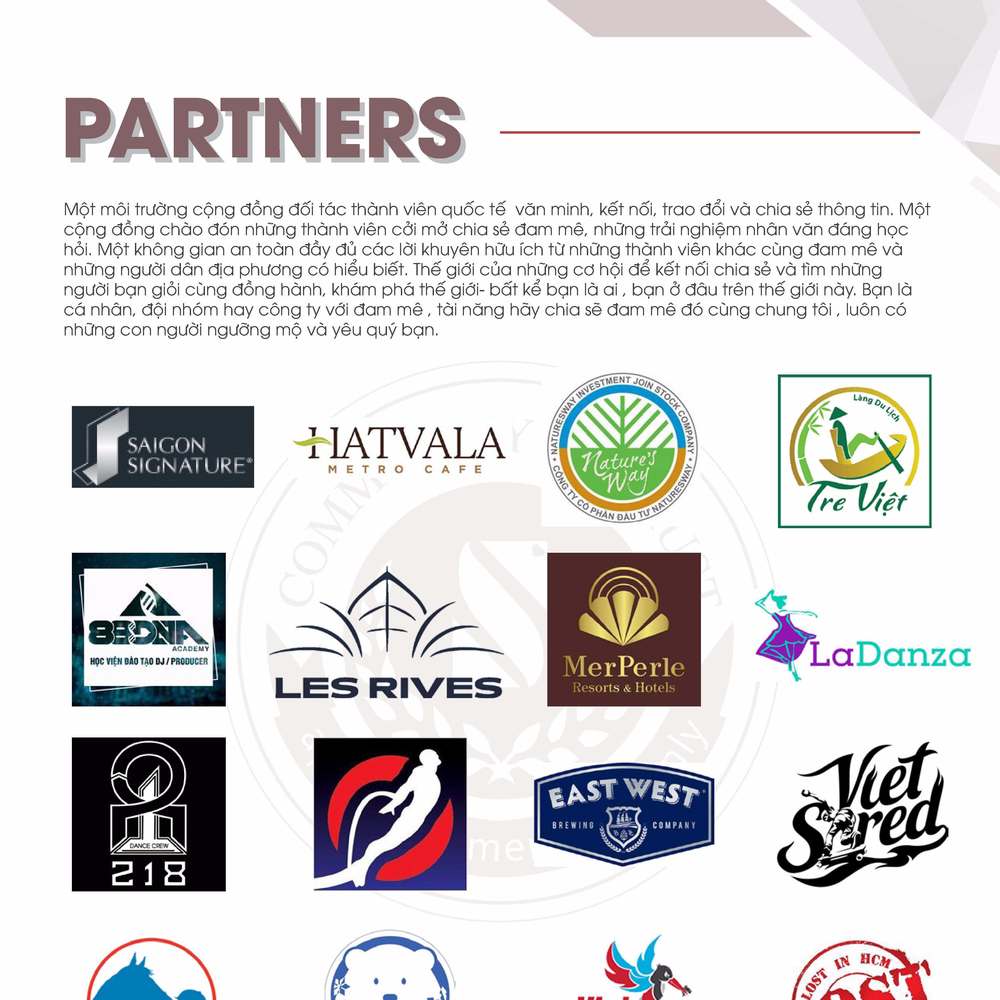 PARTNERS
Một môi trường cộng đồng đối tác thành viên quốc tế văn minh, kết nối, trao đổi và chia sẻ thông tin. Một
cộng đồng chào đón những thành viên cởi mở chia sẻ đam mê, những trải nghiệm nhân văn đáng học
hỏi. Một không gian an toàn đầy đủ các lời khuyên hữu ích từ những thành viên khác cùng đam mê và
những người dân địa phương có hiểu biết. Thế giới của những cơ hội để kết nối chia sẻ và tìm những
người bạn giỏi cùng đồng hành, khám phá thế giới- bất kể bạn là ai , bạn ở đâu trên thế giới này. Bạn là
cá nhân, đội nhóm hay công ty với đam mê , tài năng hãy chia sẽ đam mê đó cùng chung tôi , luôn có
những con người ngưỡng mộ và yêu quý bạn.
SAIGON
SIGNATURE®
HATVALA
METRO CAFE
NATURESWAY INVESTMENT JOIN STOCK COMPANY
Nature's
Way
CÔNG TY CỔ PHẦN ĐẦU TƯ NATURESWAY
Làng Du Lịch
Tre Việt
83DNA
ACADEMY
HỌC VIỆN ĐÀO TẠO DJ / PRODUCER
LES RIVES
MerPerle
Resorts & Hotels
LaDanza
DANCE CREW
218
EAST WEST®
BREWING COMPANY
Viet
Sred
LOST IN HCM